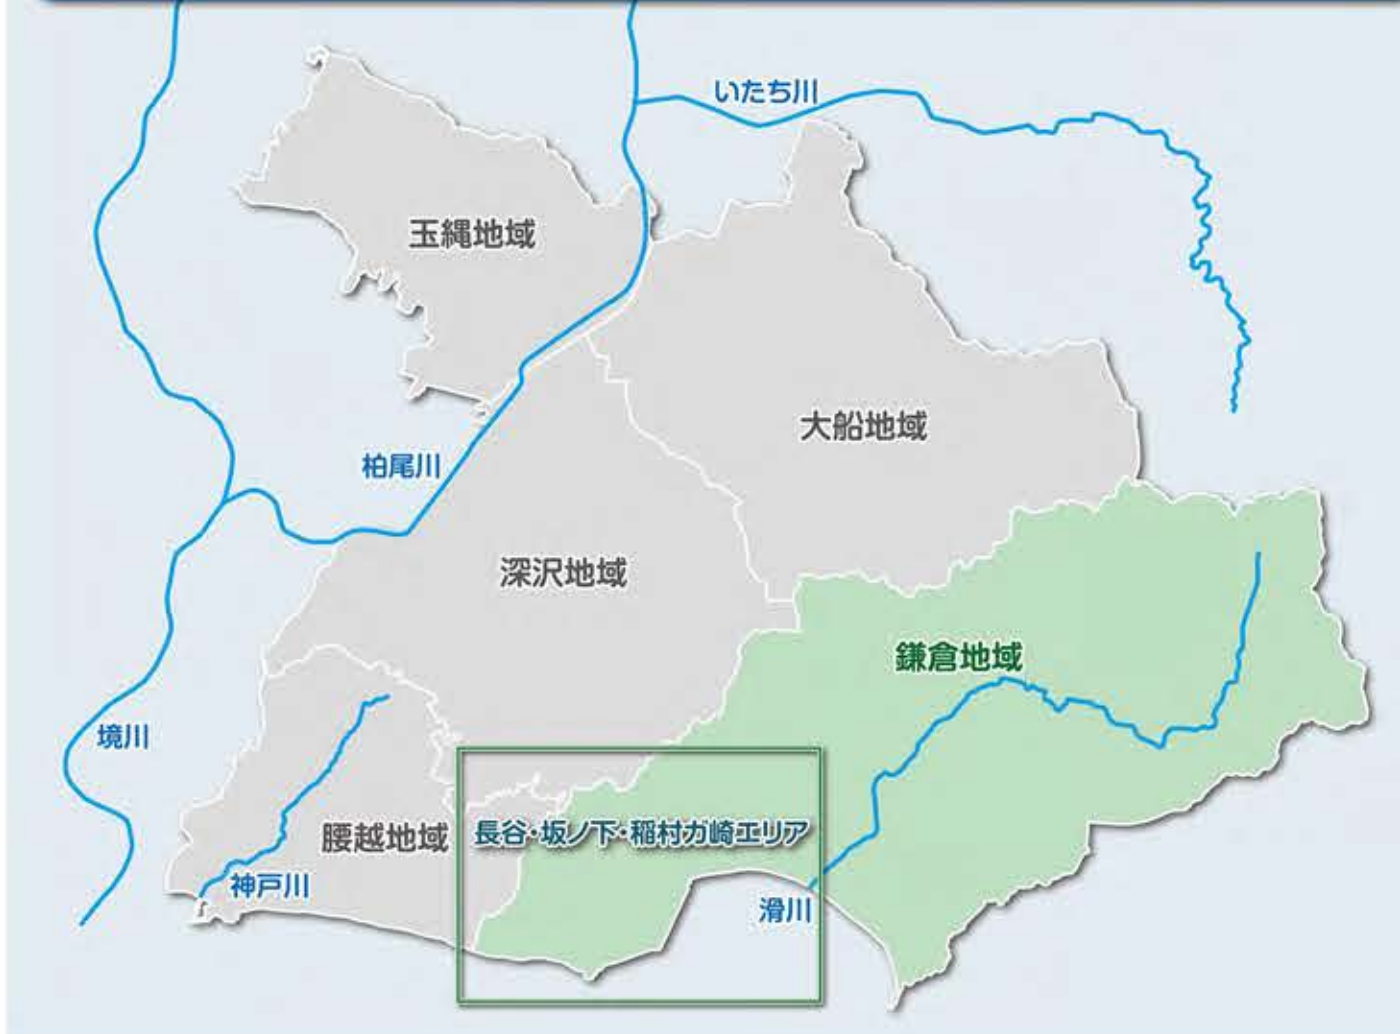 いたち川
玉縄地域
大船地域
柏尾川
深沢地域
鎌倉地域
境川
長谷・坂ノ下・稲村ガ崎エリア
腰越地域
神戸川
滑川